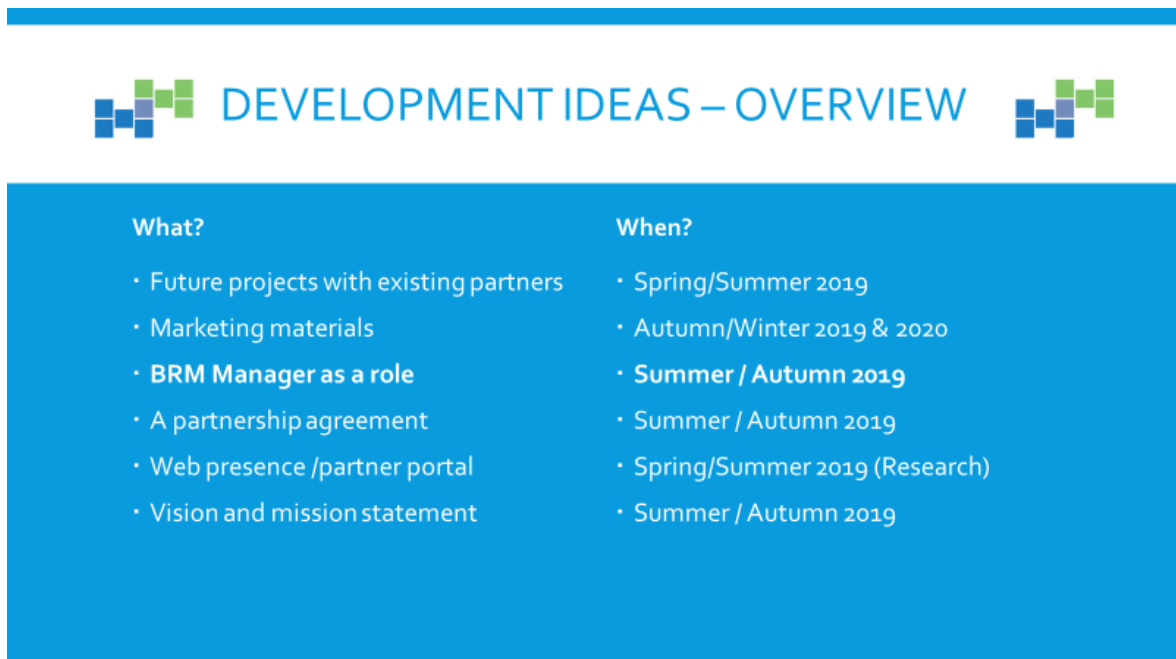 DEVELOPMENT IDEAS – OVERVIEW
What?
· Future projects with existing partners
· Marketing materials
· BRM Manager as a role
· A partnership agreement
· Web presence /partner portal
· Vision and mission statement
When?
· Spring/Summer 2019
· Autumn/Winter 2019 & 2020
· Summer / Autumn 2019
· Summer / Autumn 2019
· Spring/Summer 2019 (Research)
· Summer / Autumn 2019